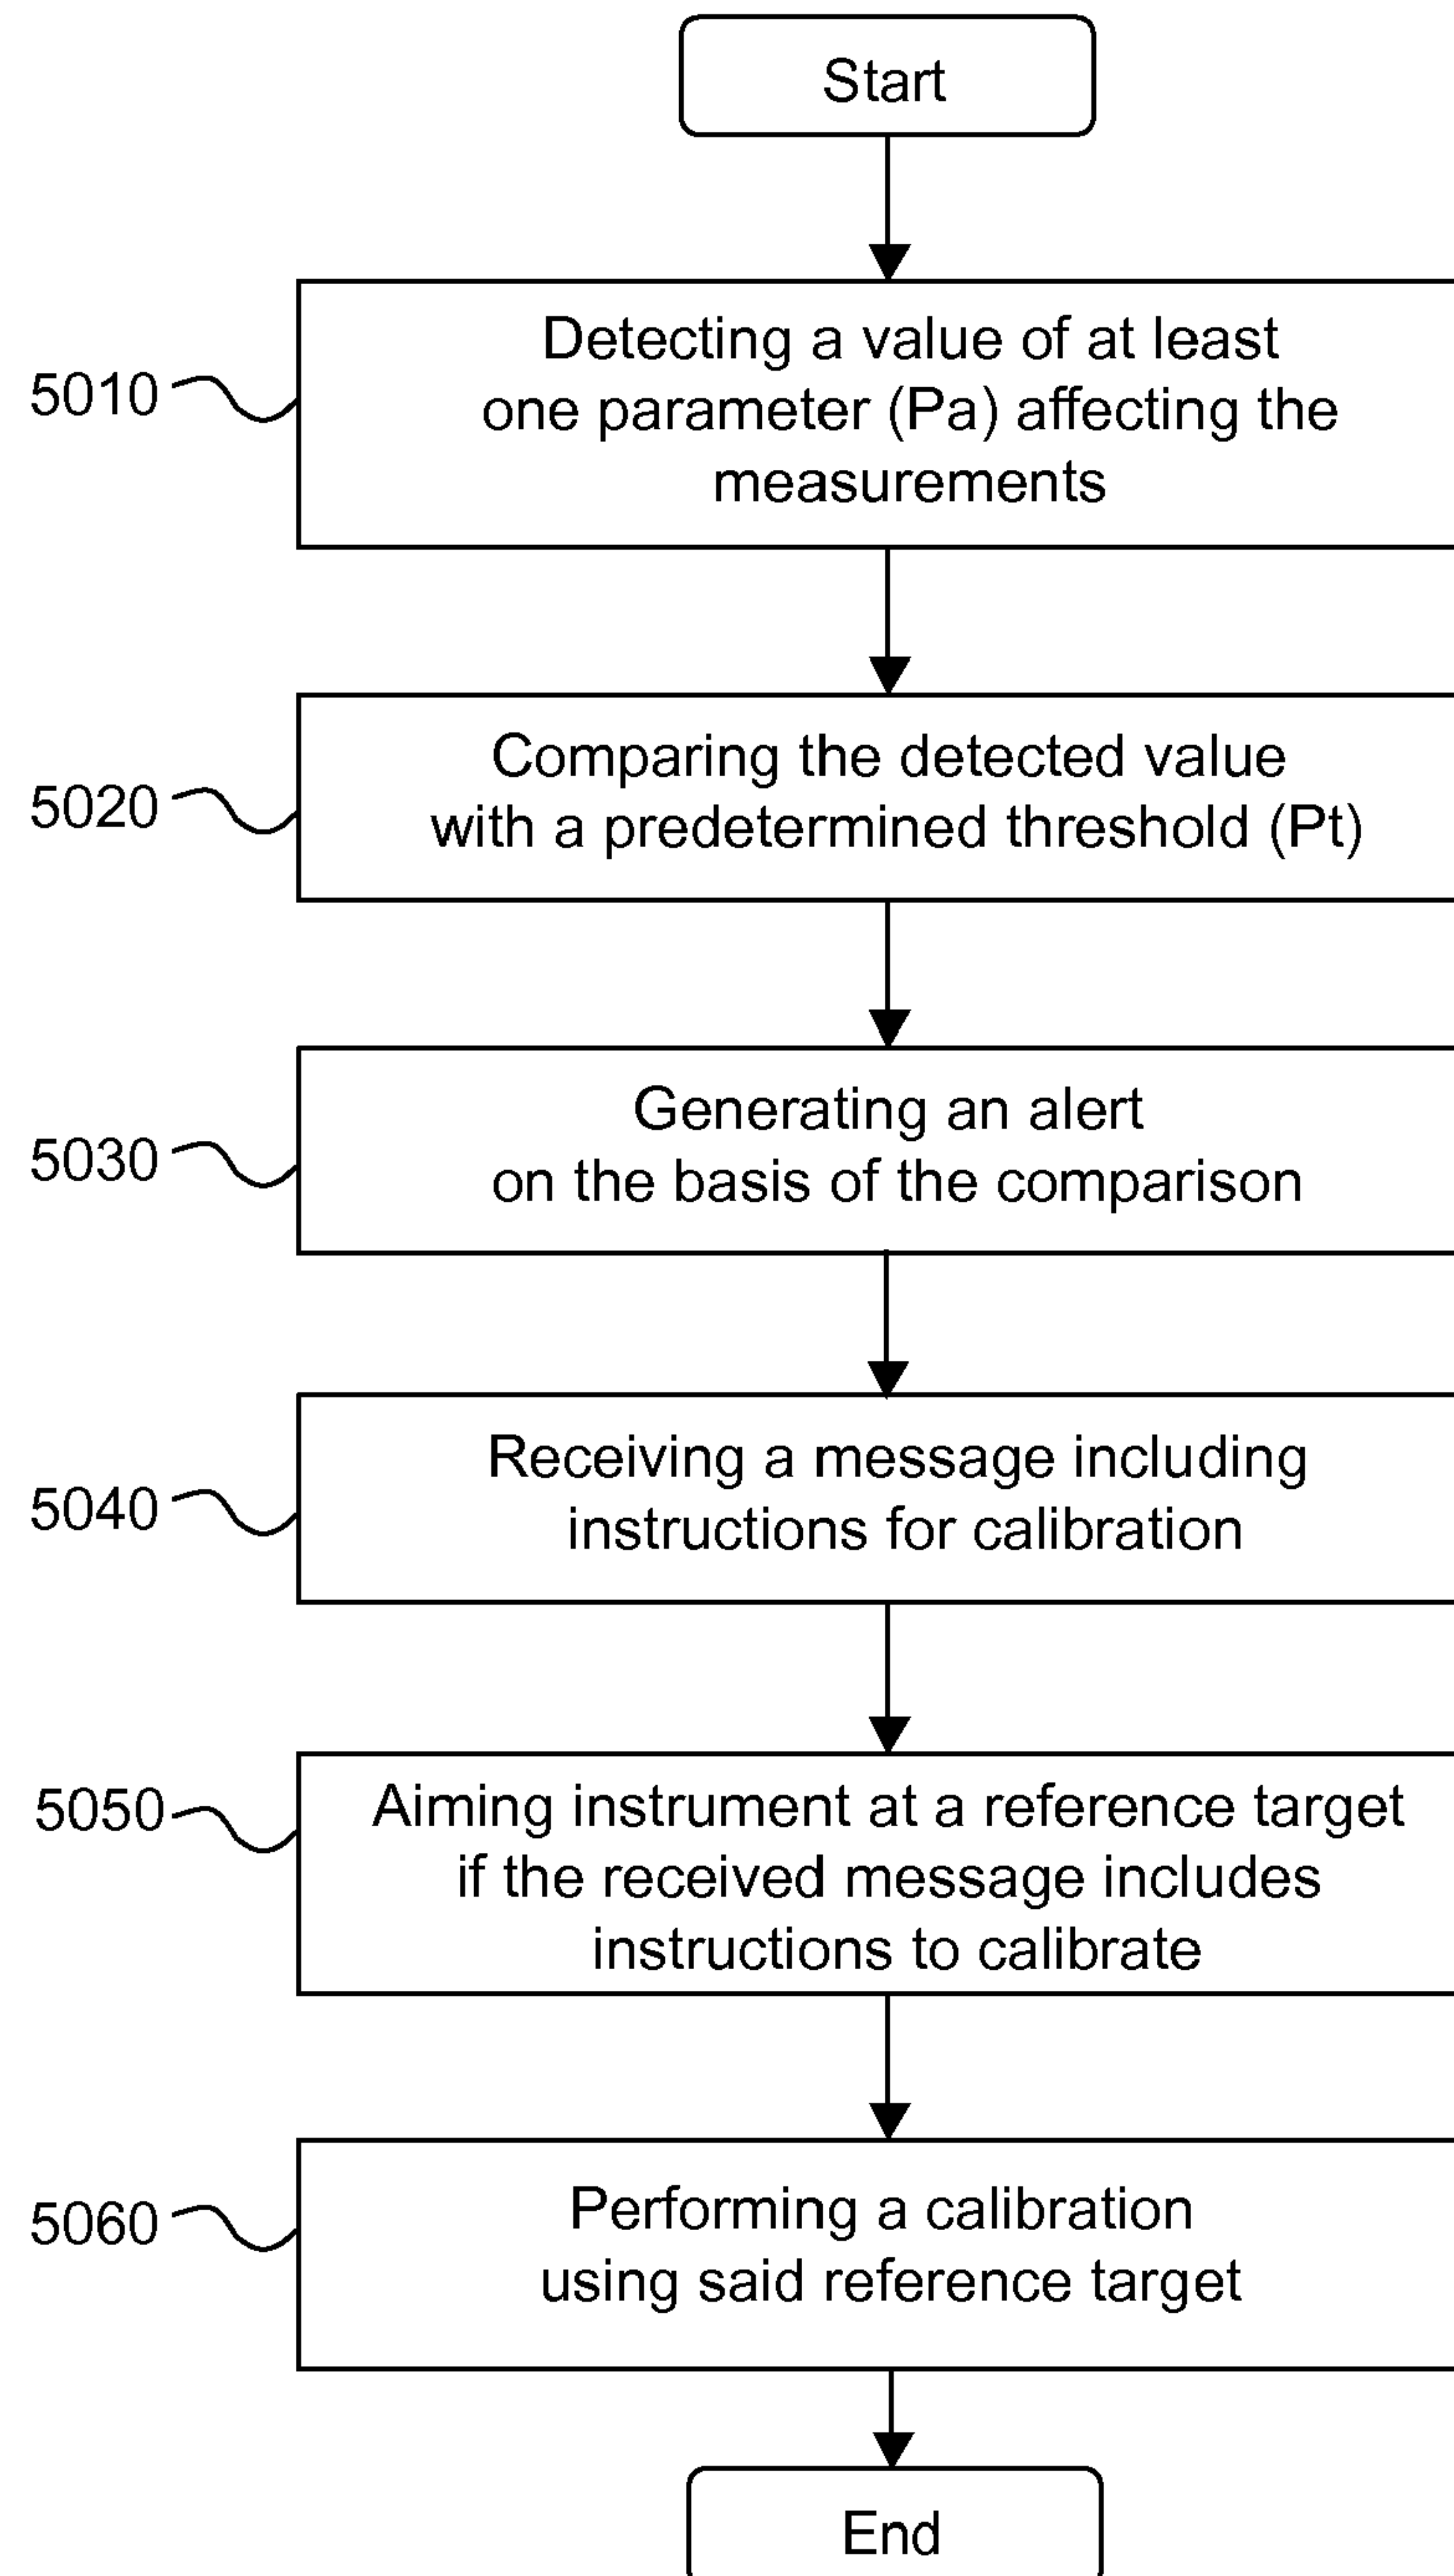 Start
5010
Detecting a value of at least
one parameter (Pa) affecting the
measurements
5020
Comparing the detected value
with a predetermined threshold (Pt)
5030
Generating an alert
on the basis of the comparison
5040
Receiving a message including
instructions for calibration
5050
Aiming instrument at a reference target
if the received message includes
instructions to calibrate
5060
Performing a calibration
using said reference target
End